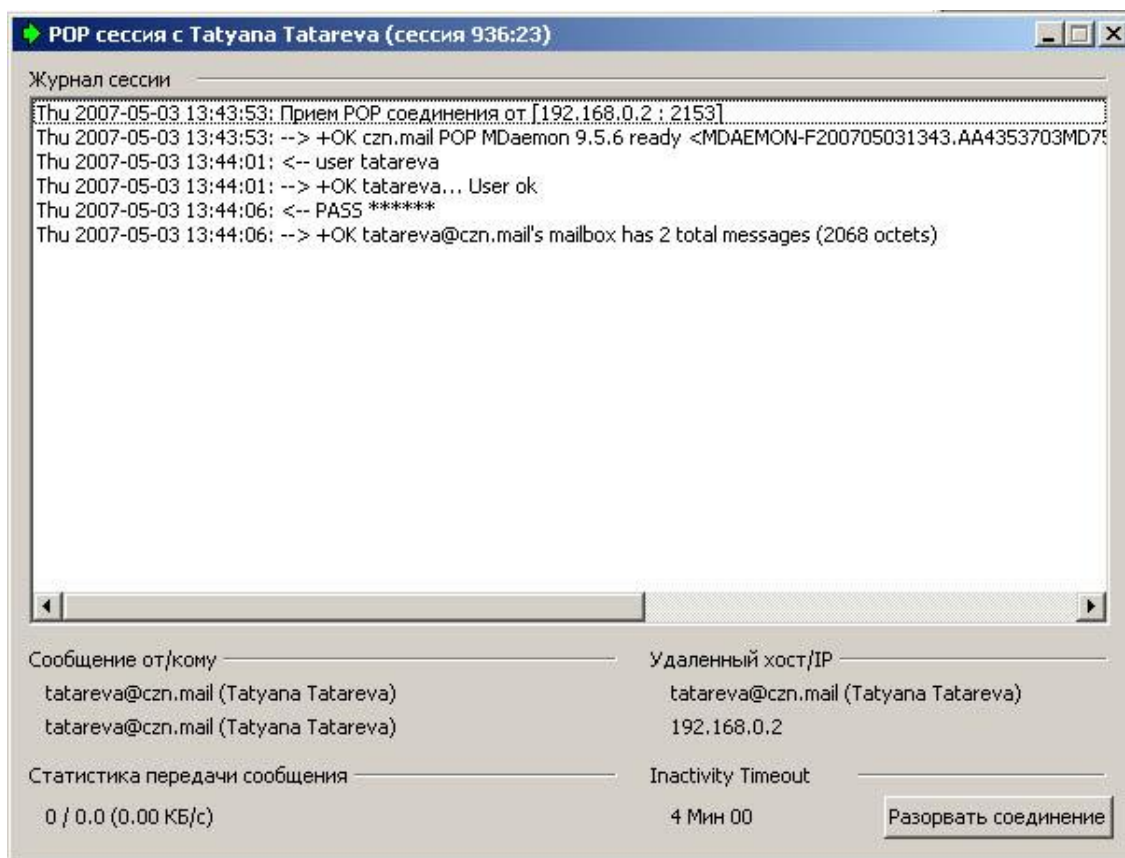 POP сессия с Tatyana Tatareva (сессия 936:23)
Журнал сессии
Thu 2007-05-03 13:43:53: Прием POP соединения от [192.168.0.2 : 2153]
Thu 2007-05-03 13:43:53: --> +OK czn.mail POP MDaemon 9.5.6 ready <MDAEMON-F200705031343.AA4353703MD75
Thu 2007-05-03 13:44:01: <-- user tatareva
Thu 2007-05-03 13:44:01: --> +OK tatareva... User ok
Thu 2007-05-03 13:44:06: <-- PASS ******
Thu 2007-05-03 13:44:06: --> +OK tatareva@czn.mail's mailbox has 2 total messages (2068 octets)
Сообщение от/кому
tatareva@czn.mail (Tatyana Tatareva)
tatareva@czn.mail (Tatyana Tatareva)
Удаленный хост/IP
tatareva@czn.mail (Tatyana Tatareva)
192.168.0.2
Статистика передачи сообщения
0 / 0.0 (0.00 КБ/с)
Inactivity Timeout
4 Мин 00
Разорвать соединение